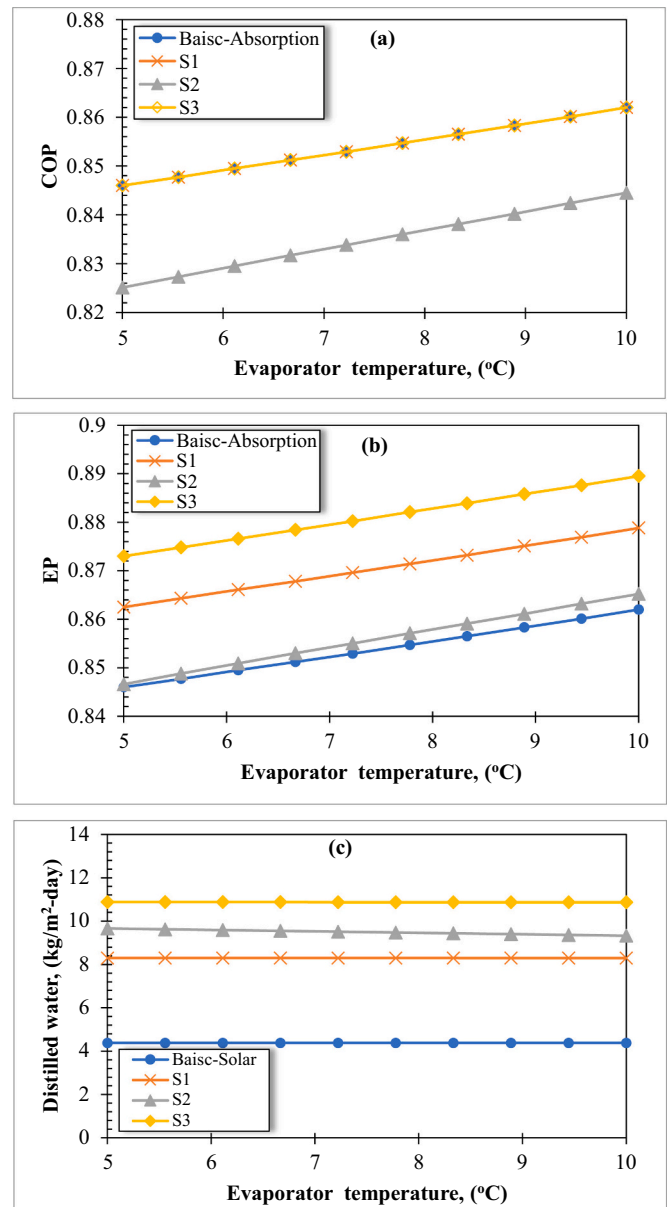 (a)
Baisc-Absorption
S1
S2
S3
COP
0.88
0.87
0.86
0.85
0.84
0.83
0.82
5 6 7 8 9 10
Evaporator temperature, (°C)
(b)
Baisc-Absorption
S1
S2
S3
EP
0.9
0.89
0.88
0.87
0.86
0.85
0.84
5 6 7 8 9 10
Evaporator temperature, (°C)
(c)
Distilled water, (kg/m²-day)
14
12
10
8
6
4
2
0
Baisc-Solar
S1
S2
S3
5 6 7 8 9 10
Evaporator temperature, (°C)